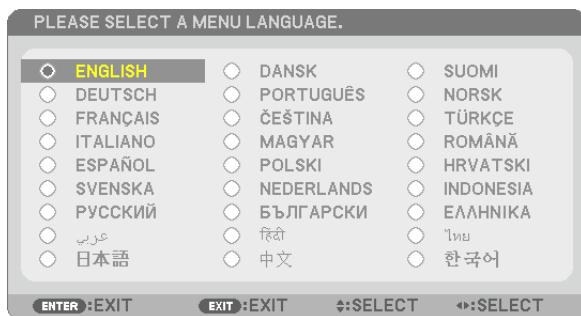 PLEASE SELECT A MENU LANGUAGE.
ENGLISH DANSK SUOMI
DEUTSCH PORTUGUÊS NORSK
FRANÇAIS ČEŠTINA TÜRKÇE
ITALIANO MAGYAR ROMÂNĂ
ESPAÑOL POLSKI HRVATSKI
SVENSKA NEDERLANDS INDONESIA
РУССКИЙ БЪЛГАРСКИ ΕΛΛΗΝΙΚΑ
عربي हिंदी ไทย
日本語 中文 한국어
ENTER :EXIT EXIT :EXIT :SELECT :SELECT